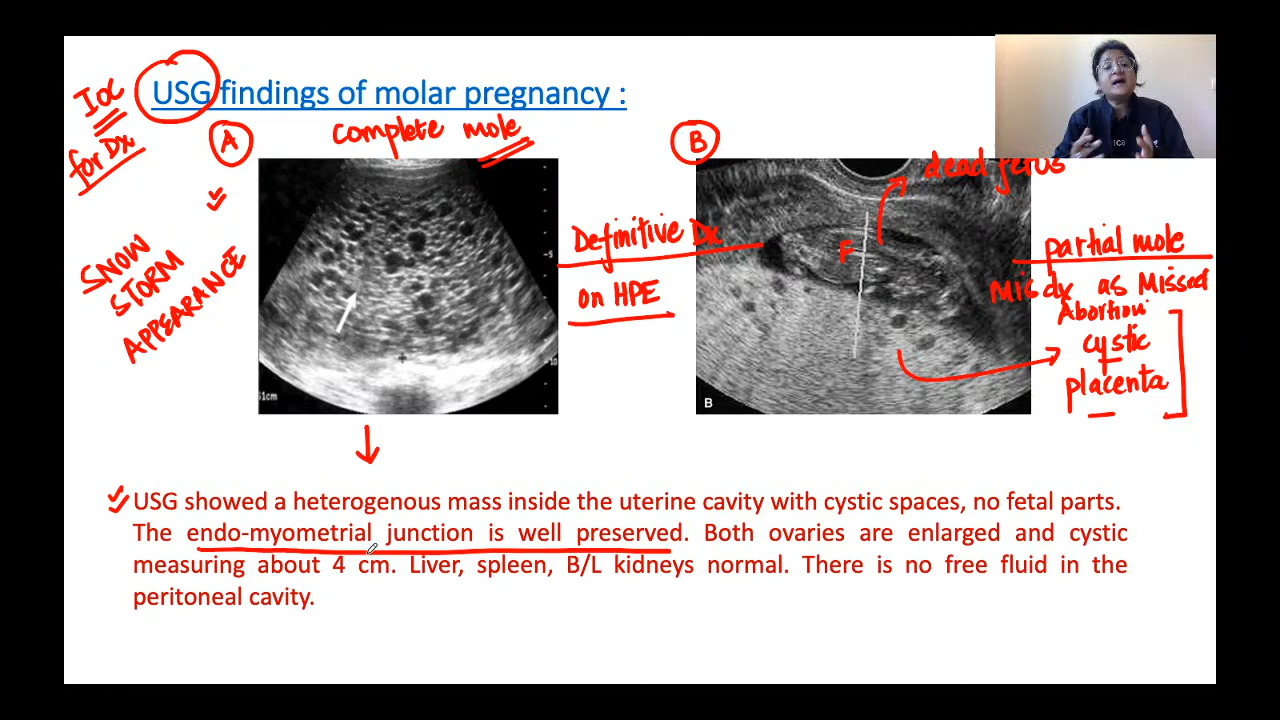 USG findings of molar pregnancy :
IOC
for Dx
A
complete mole
B
dead fetus
SNOW
STORM
APPEARANCE
Definitive Dx
on HPE
F
partial mole
Misdx as Missed
Abortion
cystic
placenta
5
10
B
USG showed a heterogenous mass inside the uterine cavity with cystic spaces, no fetal parts.
The endo-myometrial junction is well preserved. Both ovaries are enlarged and cystic
measuring about 4 cm. Liver, spleen, B/L kidneys normal. There is no free fluid in the
peritoneal cavity.